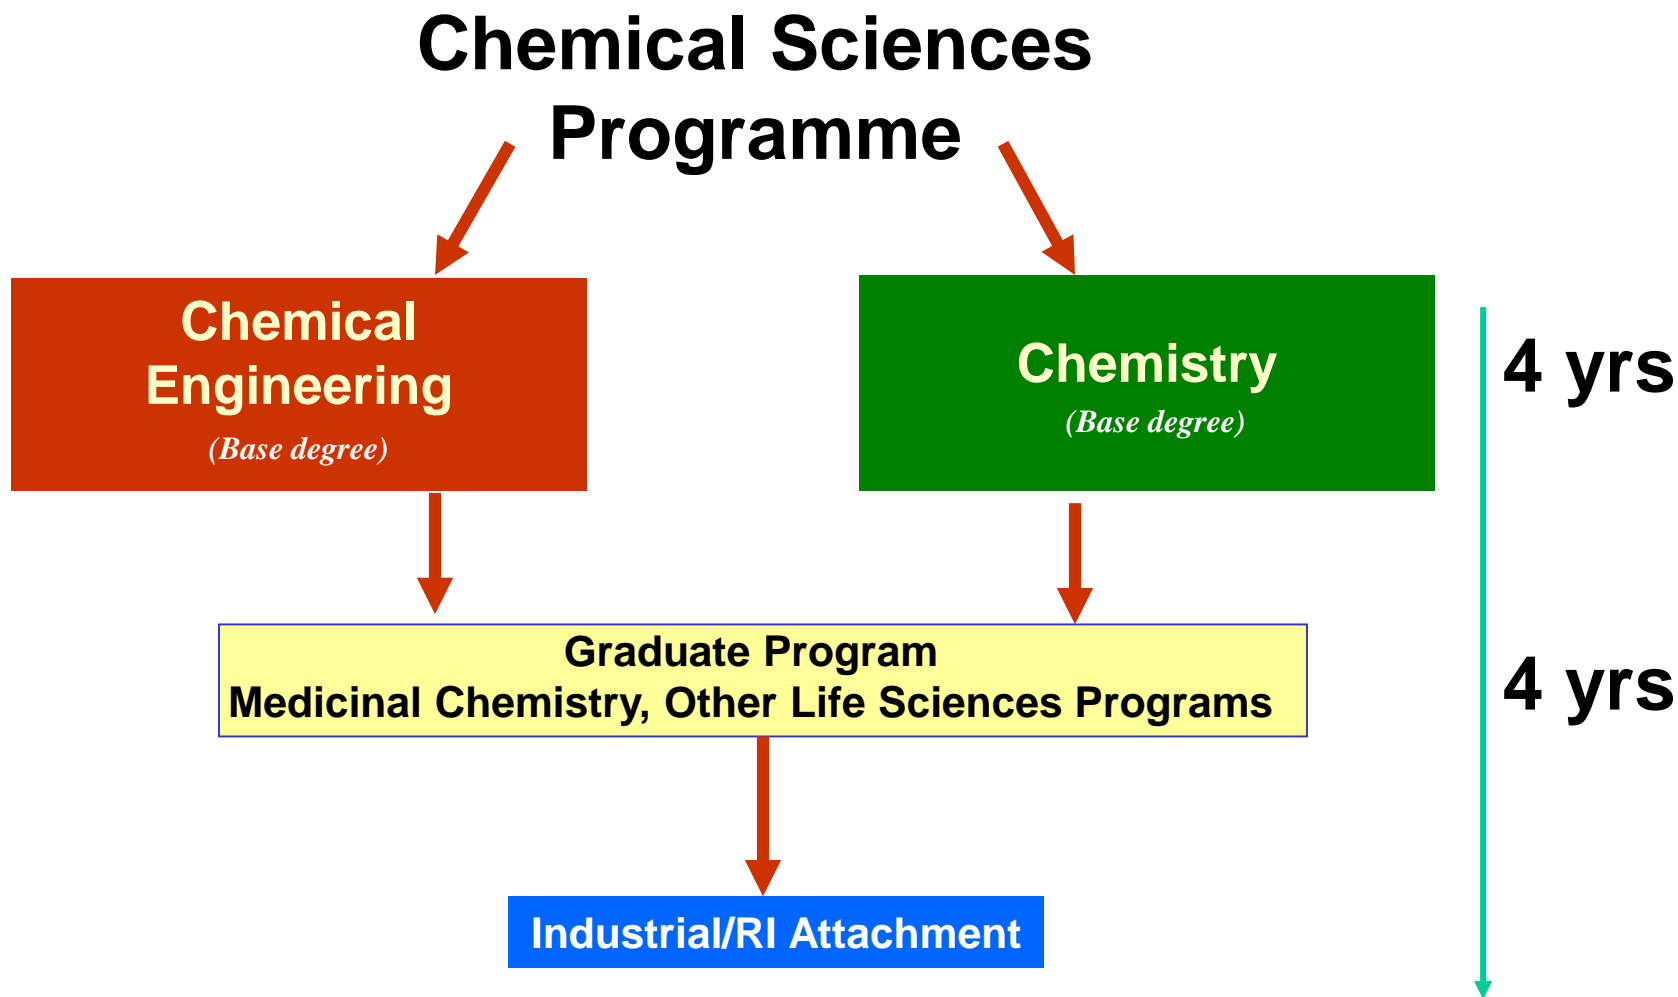 Chemical Sciences
Programme
Chemical
Engineering
(Base degree)
Chemistry
(Base degree)
4 yrs
Graduate Program
Medicinal Chemistry, Other Life Sciences Programs
4 yrs
Industrial/RI Attachment